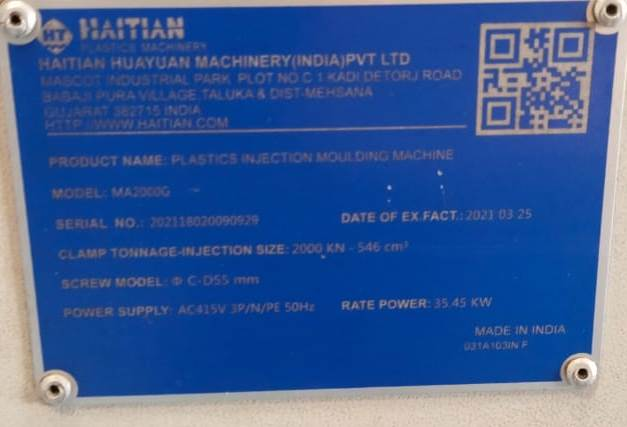 HT HAITIAN
PLASTICS MACHINERY
HAITIAN HUAYUAN MACHINERY(INDIA)PVT LTD
MASCOT INDUSTRIAL PARK PLOT NO.C 1 KADI DETORJ ROAD
BABAJI PURA VILLAGE.TALUKA & DIST-MEHSANA
GUJARAT 382715 INDIA
HTTP://WWW.HAITIAN.COM
PRODUCT NAME: PLASTICS INJECTION MOULDING MACHINE
MODEL: MA2000G
SERIAL NO.: 202118020090929 DATE OF EX.FACT.: 2021 03 25
CLAMP TONNAGE-INJECTION SIZE: 2000 KN - 546 cm³
SCREW MODEL: Φ C-D55 mm
POWER SUPPLY: AC415V 3P/N/PE 50Hz RATE POWER: 35.45 KW
MADE IN INDIA
031A103IN F